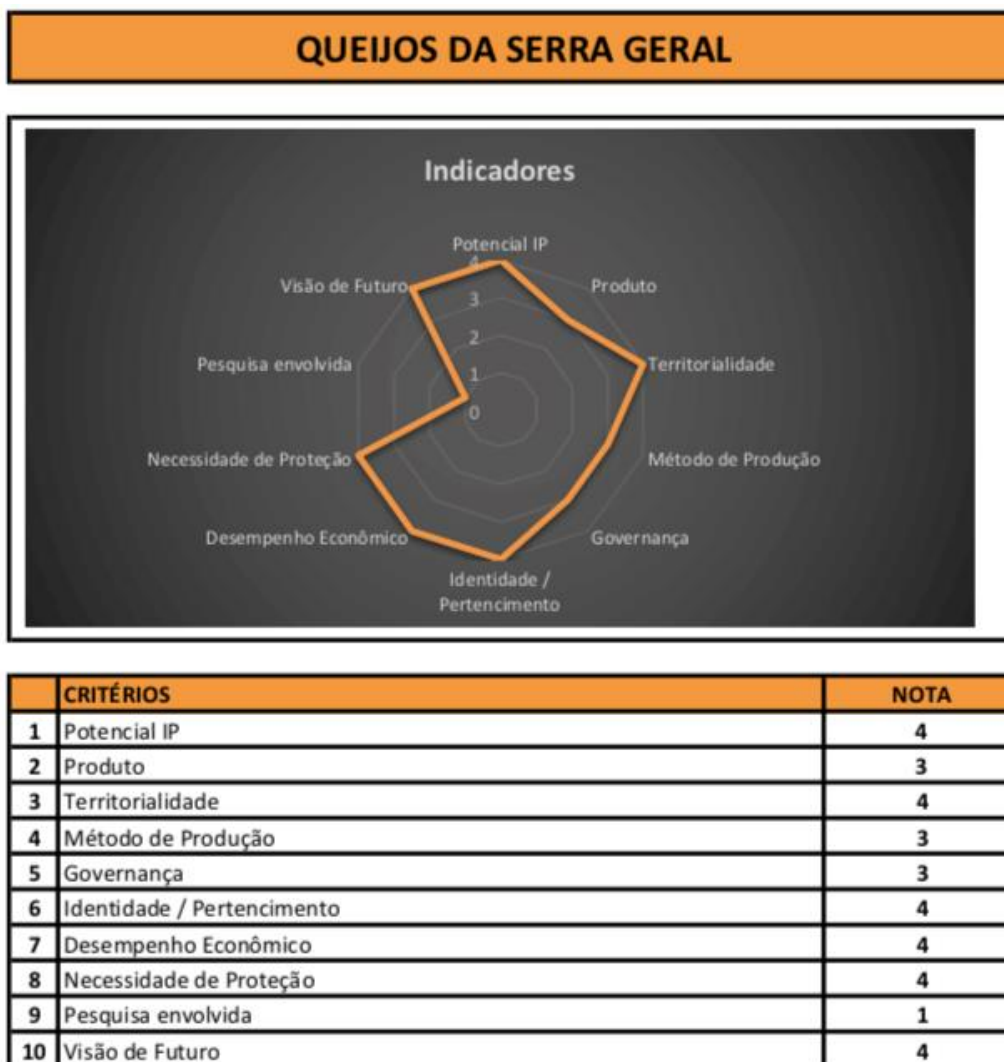 QUEIJOS DA SERRA GERAL
Indicadores
Potencial IP
Visão de Futuro
Produto
Pesquisa envolvida
Territorialidade
Necessidade de Proteção
Método de Produção
Desempenho Econômico
Governança
Identidade /
Pertencimento
4
3
2
1
0
CRITÉRIOS NOTA
1 Potencial IP 4
2 Produto 3
3 Territorialidade 4
4 Método de Produção 3
5 Governança 3
6 Identidade / Pertencimento 4
7 Desempenho Econômico 4
8 Necessidade de Proteção 4
9 Pesquisa envolvida 1
10 Visão de Futuro 4